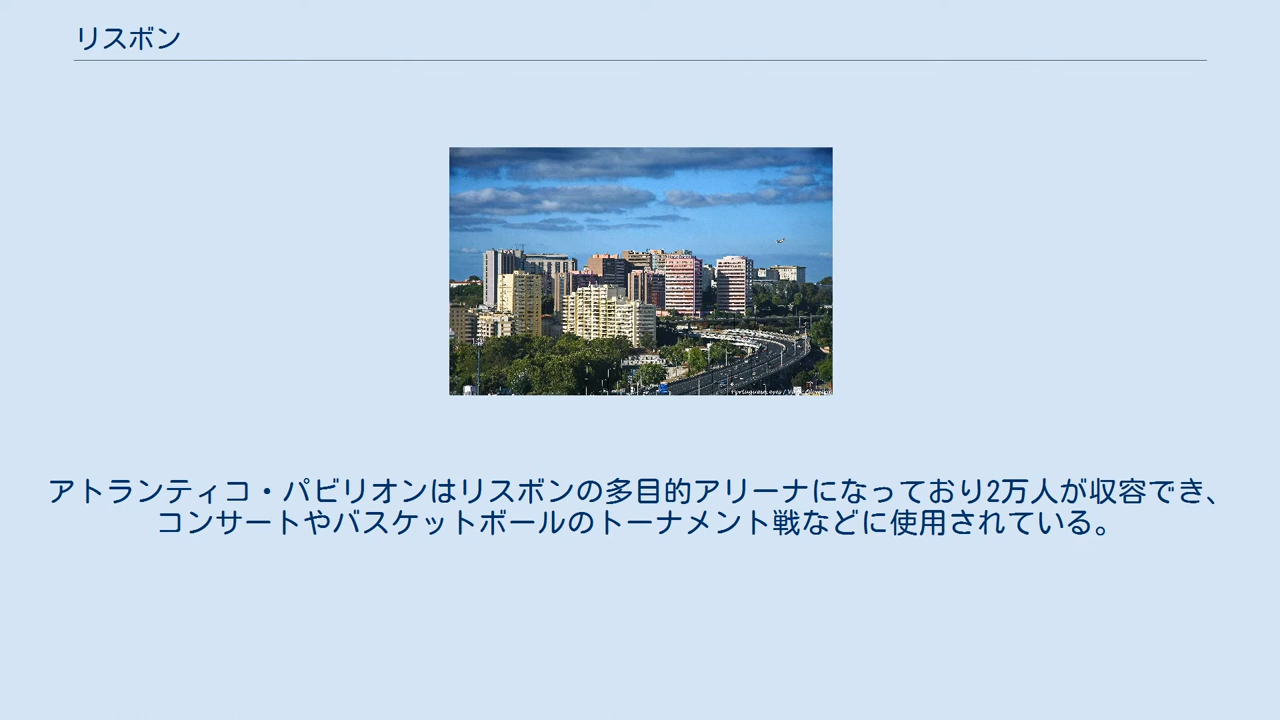 リスボン
アトランティコ・パビリオンはリスボンの多目的アリーナになっており2万人が収容でき、
コンサートやバスケットボールのトーナメント戦などに使用されている。